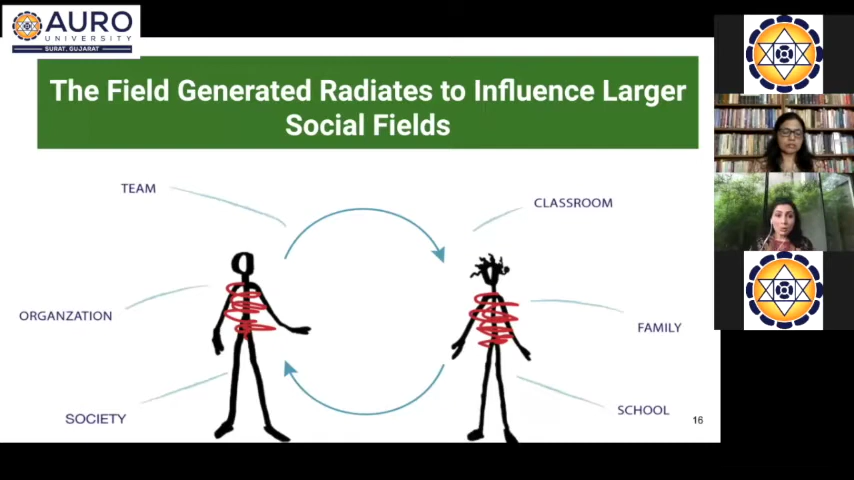 AURO
UNIVERSITY
SURAT. GUJARAT
The Field Generated Radiates to Influence Larger
Social Fields
TEAM
CLASSROOM
ORGANZATION
FAMILY
SOCIETY
SCHOOL
16